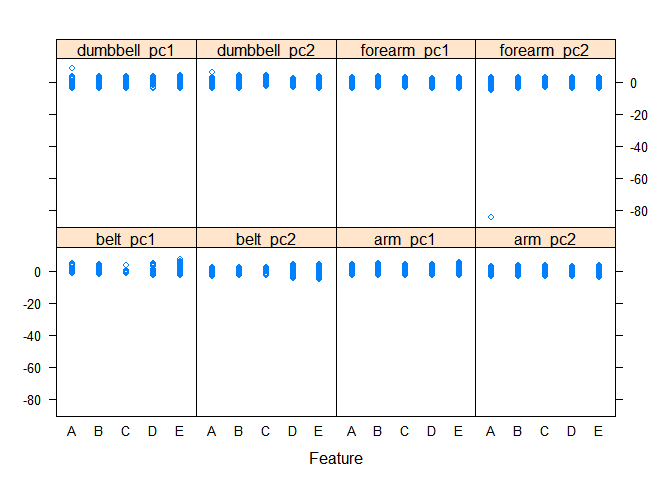 dumbbell_pc1 dumbbell_pc2 forearm_pc1 forearm_pc2
0
-20
-40
-60
-80
belt_pc1 belt_pc2 arm_pc1 arm_pc2
0
-20
-40
-60
-80
A B C D E A B C D E A B C D E A B C D E
Feature